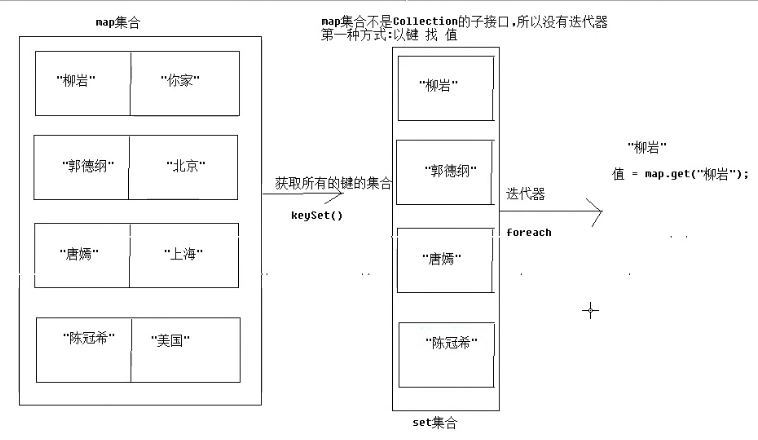 map集合
map集合不是Collection的子接口,所以没有迭代器
第一种方式:以键 找 值
"柳岩" "你家"
"郭德纲" "北京"
"唐嫣" "上海"
"陈冠希" "美国"
获取所有的键的集合
keySet()
"柳岩"
"郭德纲"
"唐嫣"
"陈冠希"
set集合
迭代器
foreach
"柳岩"
值 = map.get("柳岩");